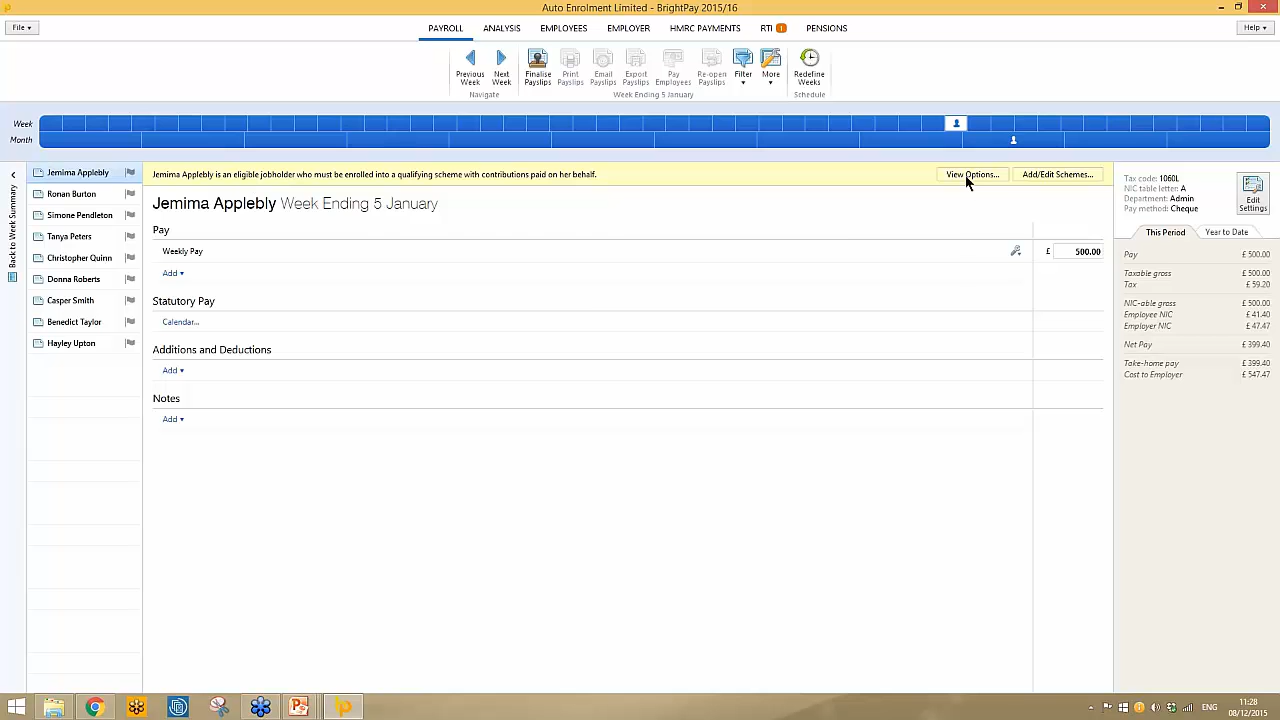 Auto Enrolment Limited - BrightPay 2015/16
File
PAYROLL ANALYSIS EMPLOYEES EMPLOYER HMRC PAYMENTS RTI PENSIONS
Help
Previous Week
Next Week
Finalise Payslips
Print Payslips
Email Payslips
Export Payslips
Pay Employees
Re-open Payslips
Filter
More
Redefine Weeks
Navigate
Week Ending 5 January
Schedule
Week
Month
Back to Week Summary
Jemima Applebly
Ronan Burton
Simone Pendleton
Tanya Peters
Christopher Quinn
Donna Roberts
Casper Smith
Benedict Taylor
Hayley Upton
Jemima Applebly is an eligible jobholder who must be enrolled into a qualifying scheme with contributions paid on her behalf.
View Options...
Add/Edit Schemes...
Jemima Applebly Week Ending 5 January
Pay
Weekly Pay £ 500.00
Add
Statutory Pay
Calendar...
Additions and Deductions
Add
Notes
Add
Tax code: 1060L
NIC table letter: A
Department: Admin
Pay method: Cheque
Edit Settings
This Period
Year to Date
Pay £ 500.00
Taxable gross £ 500.00
Tax £ 59.20
NIC-able gross £ 500.00
Employee NIC £ 41.40
Employer NIC £ 47.47
Net Pay £ 399.40
Take-home pay £ 399.40
Cost to Employer £ 547.47
ENG
11:28
08/12/2015